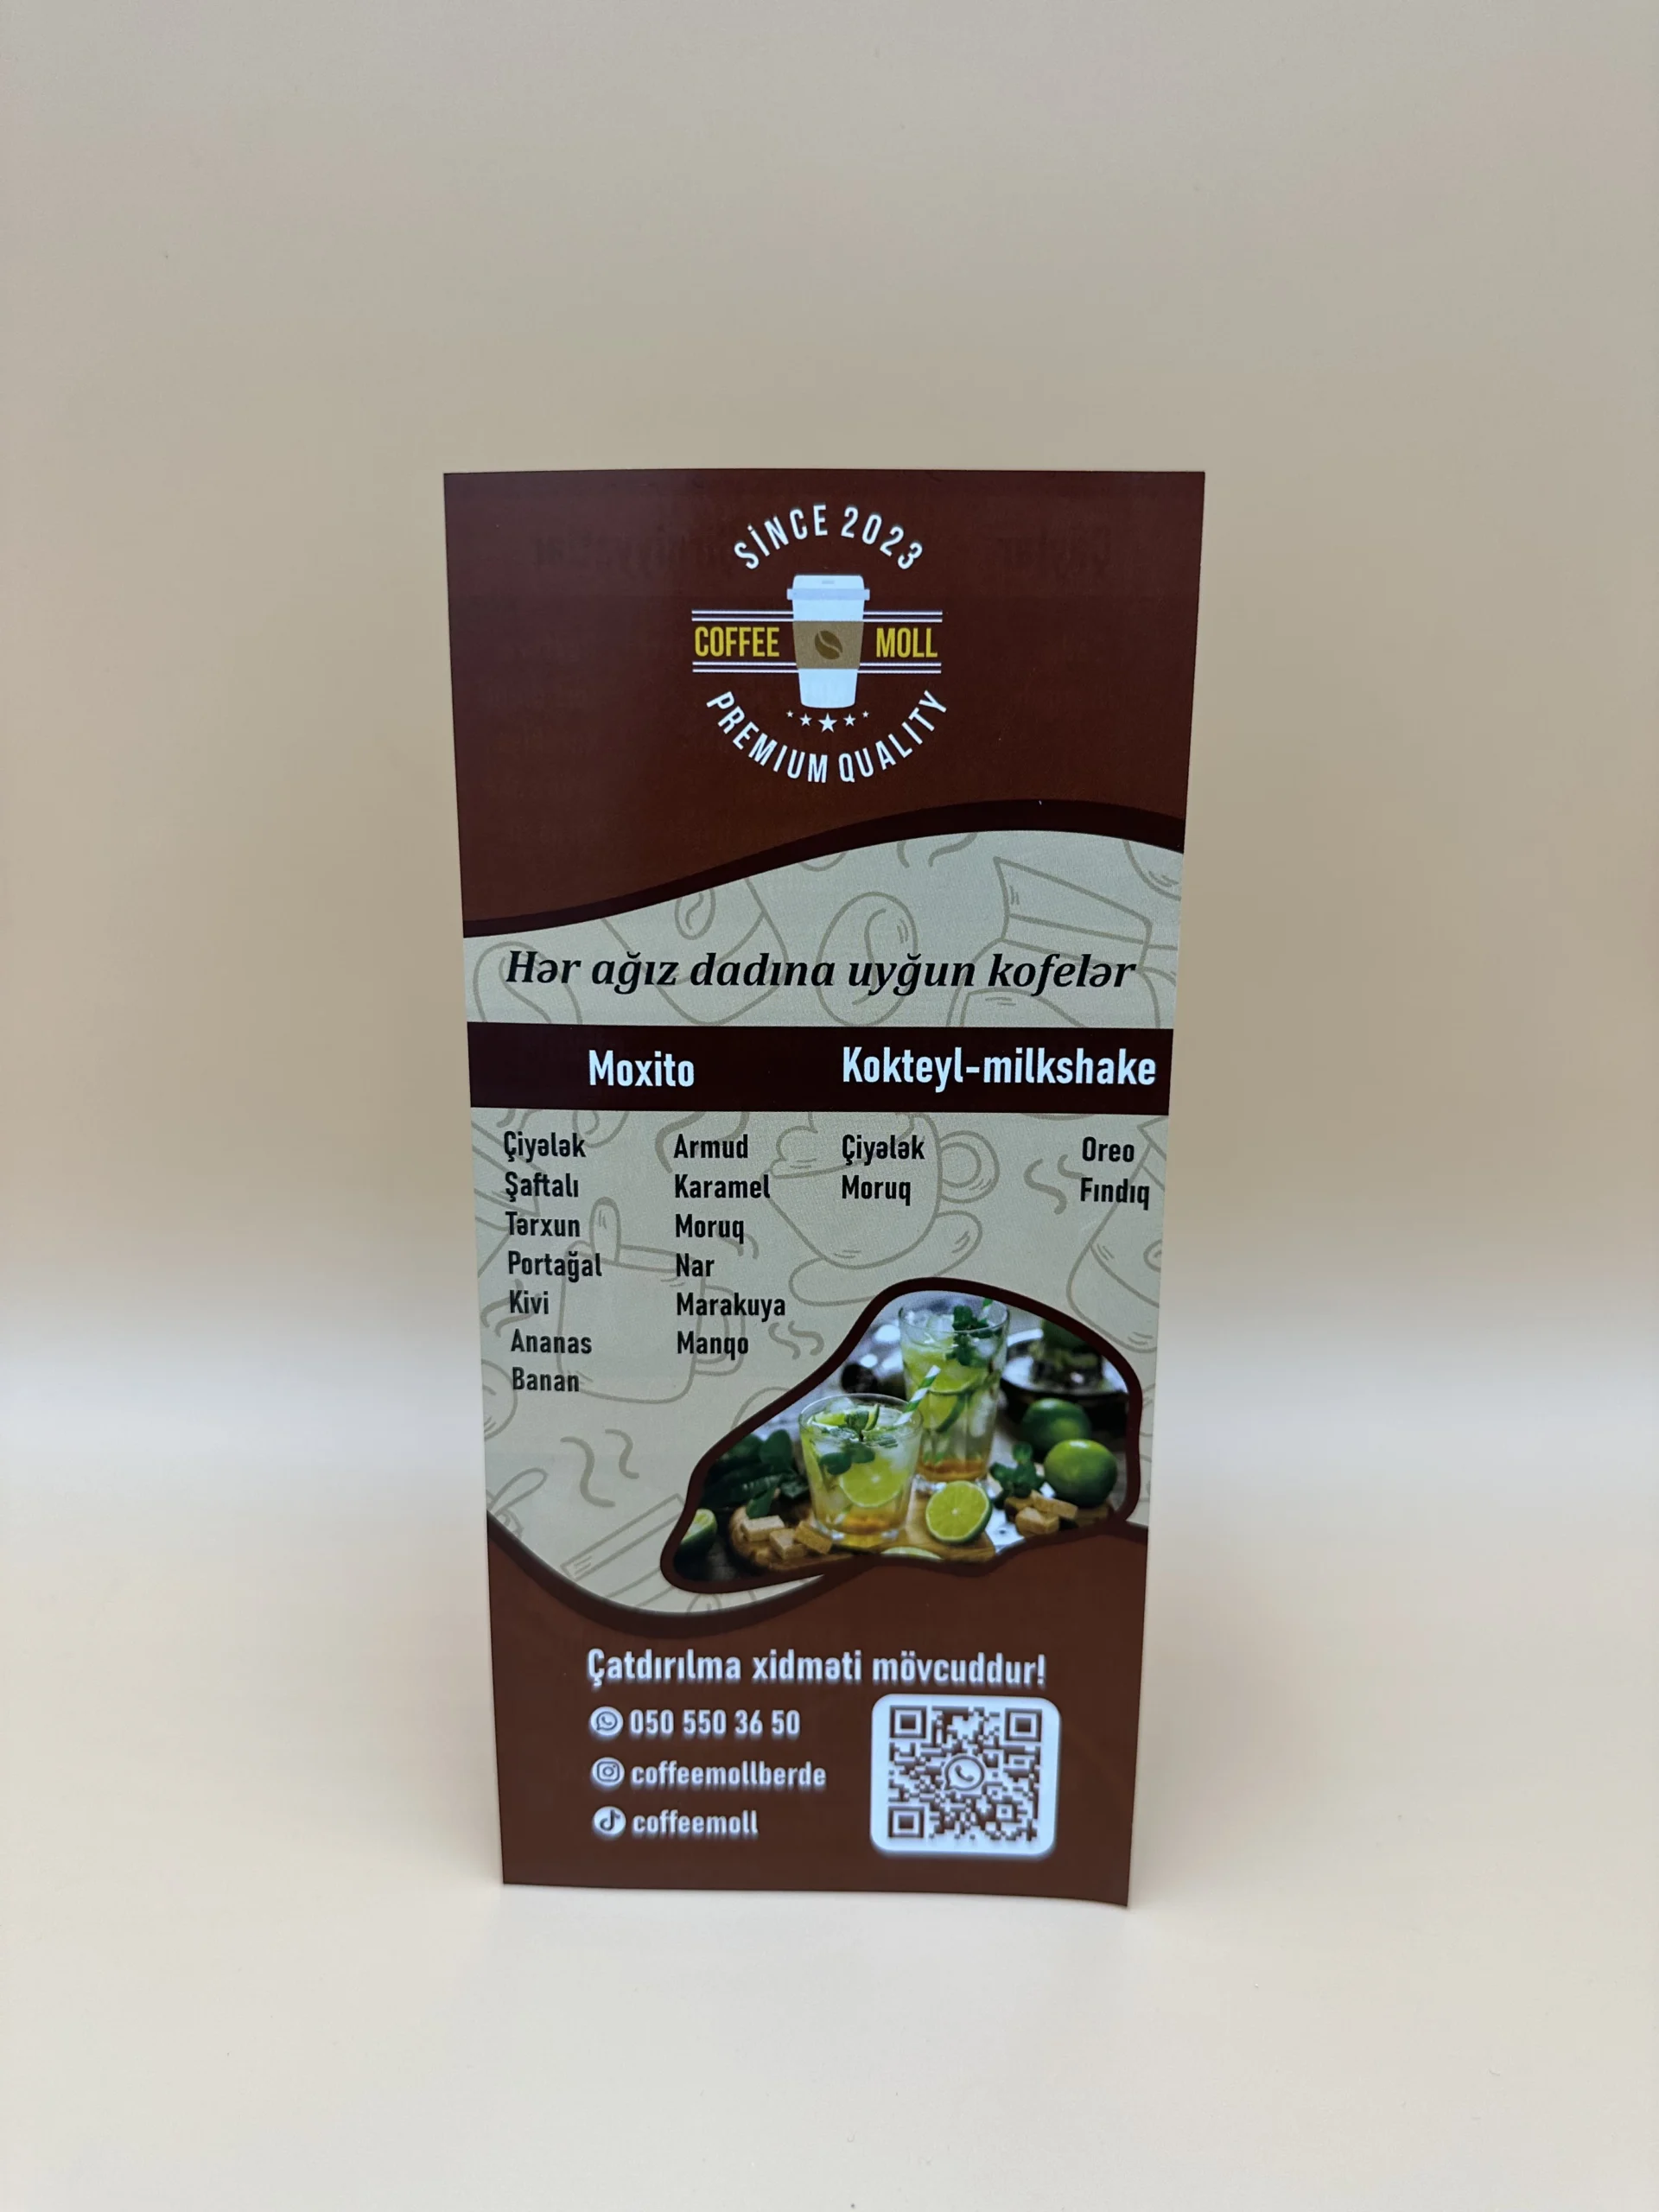 SİNCE 2023
COFFEE MOLL
PREMIUM QUALITY
Hər ağız dadına uyğun kofelər
Moxito
Kokteyl-milkshake
Çiyələk
Şaftalı
Tərxun
Portağal
Kivi
Ananas
Banan
Armud
Karamel
Moruq
Nar
Marakuya
Manqo
Çiyələk
Moruq
Oreo
Fındıq
Çatdırılma xidməti mövcuddur!
050 550 36 50
coffeemollberde
coffeemoll